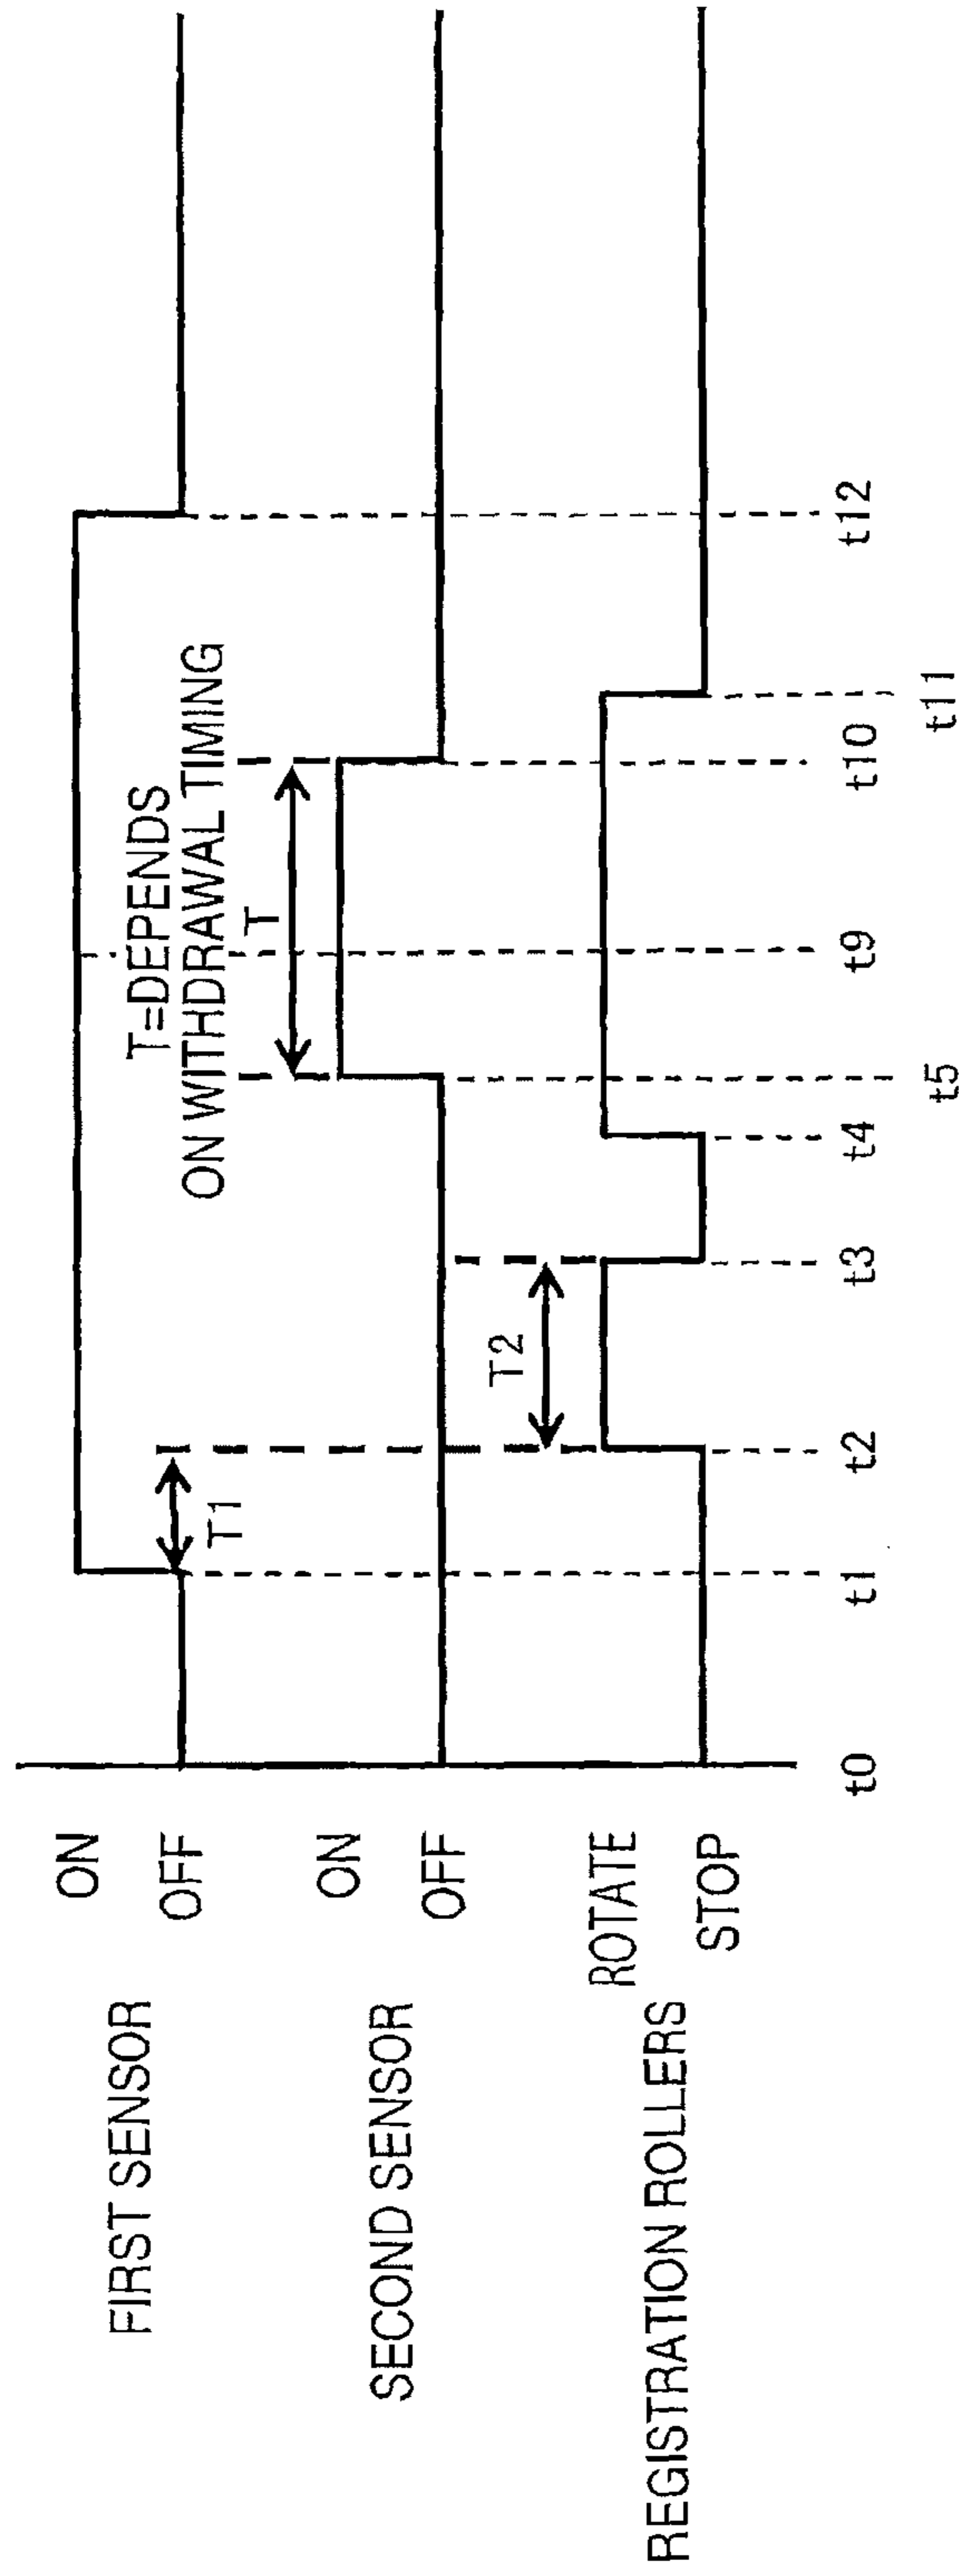 FIRST SENSOR
ON
OFF
T1
T=DEPENDS
ON WITHDRAWAL TIMING
T
SECOND SENSOR
ON
OFF
T2
REGISTRATION ROLLERS
ROTATE
STOP
t0
t1
t2
t3
t4
t5
t9
t10
t11
t12